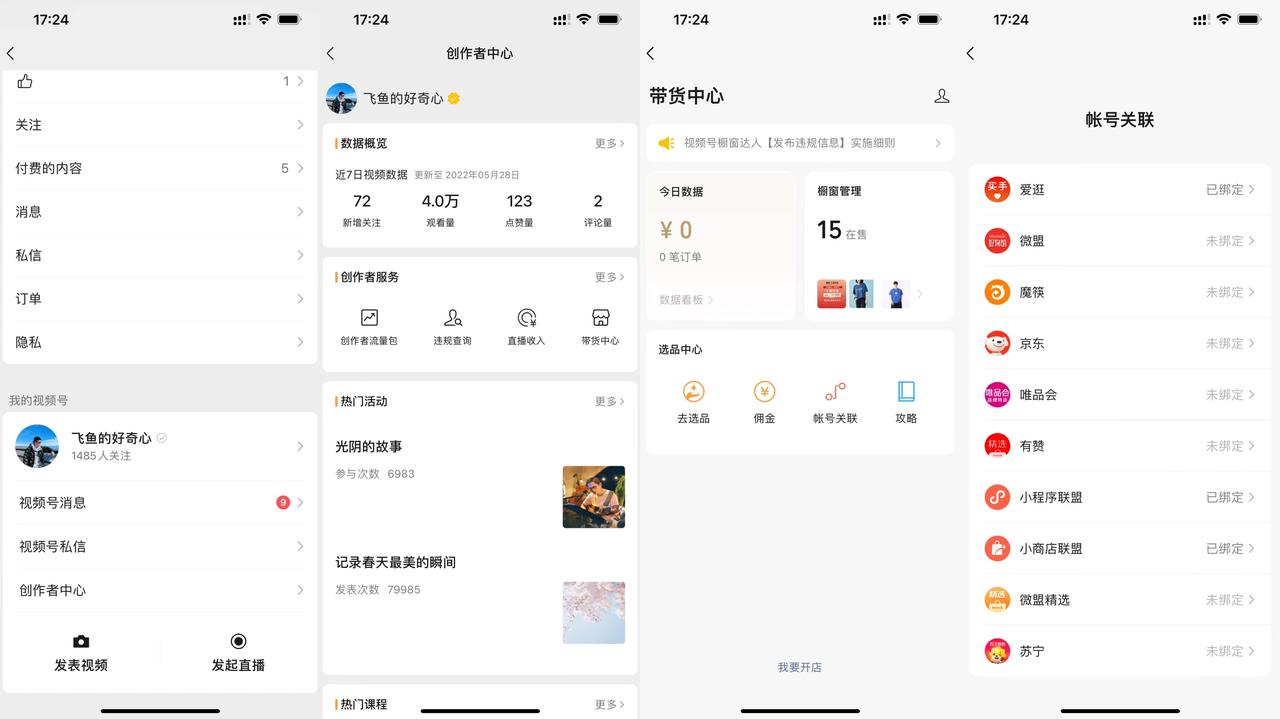 17:24
1
关注
付费的内容 5
消息
私信
订单
隐私
我的视频号
飞鱼的好奇心
1485人关注
视频号消息 9
视频号私信
创作者中心
发表视频 发起直播
17:24
创作者中心
飞鱼的好奇心
数据概览 更多
近7日视频数据 更新至 2022年05月28日
72 4.0万 123 2
新增关注 观看量 点赞量 评论量
创作者服务 更多
创作者流量包 违规查询 直播收入 带货中心
热门活动 更多
光阴的故事
参与次数 6983
记录春天最美的瞬间
发表次数 79985
热门课程 更多
17:24
带货中心
视频号橱窗达人【发布违规信息】实施细则
今日数据
¥ 0
0 笔订单
数据看板
橱窗管理
15 在售
选品中心
去选品 佣金 帐号关联 攻略
我要开店
17:24
帐号关联
买手 爱逛 已绑定
微盟 未绑定
魔筷 未绑定
京东 未绑定
唯品会 唯品会 未绑定
精选 有赞 未绑定
小程序联盟 已绑定
小商店联盟 已绑定
精选 微盟精选 未绑定
苏宁 未绑定